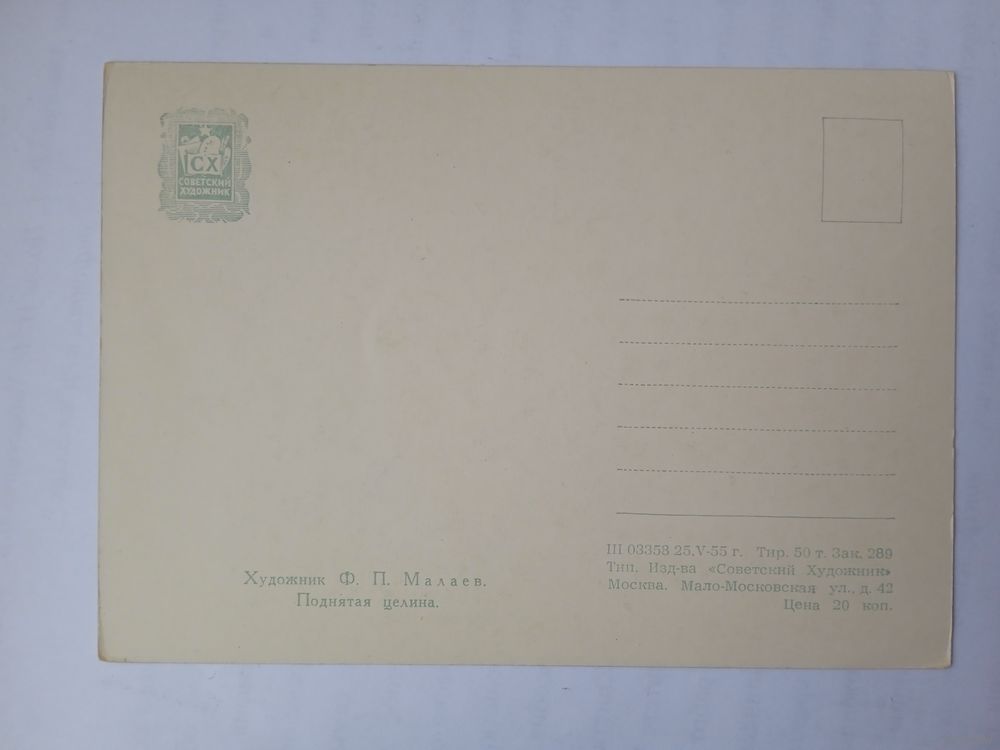 СХ
СОВЕТСКИЙ
ХУДОЖНИК
Художник Ф. П. Малаев.
Поднятая целина.
Ш 03353 25.V-55 г. Тир. 50 т. Зак. 289
Тип. Изд-ва «Советский Художник»
Москва. Мало-Московская ул., д. 42
Цена 20 коп.